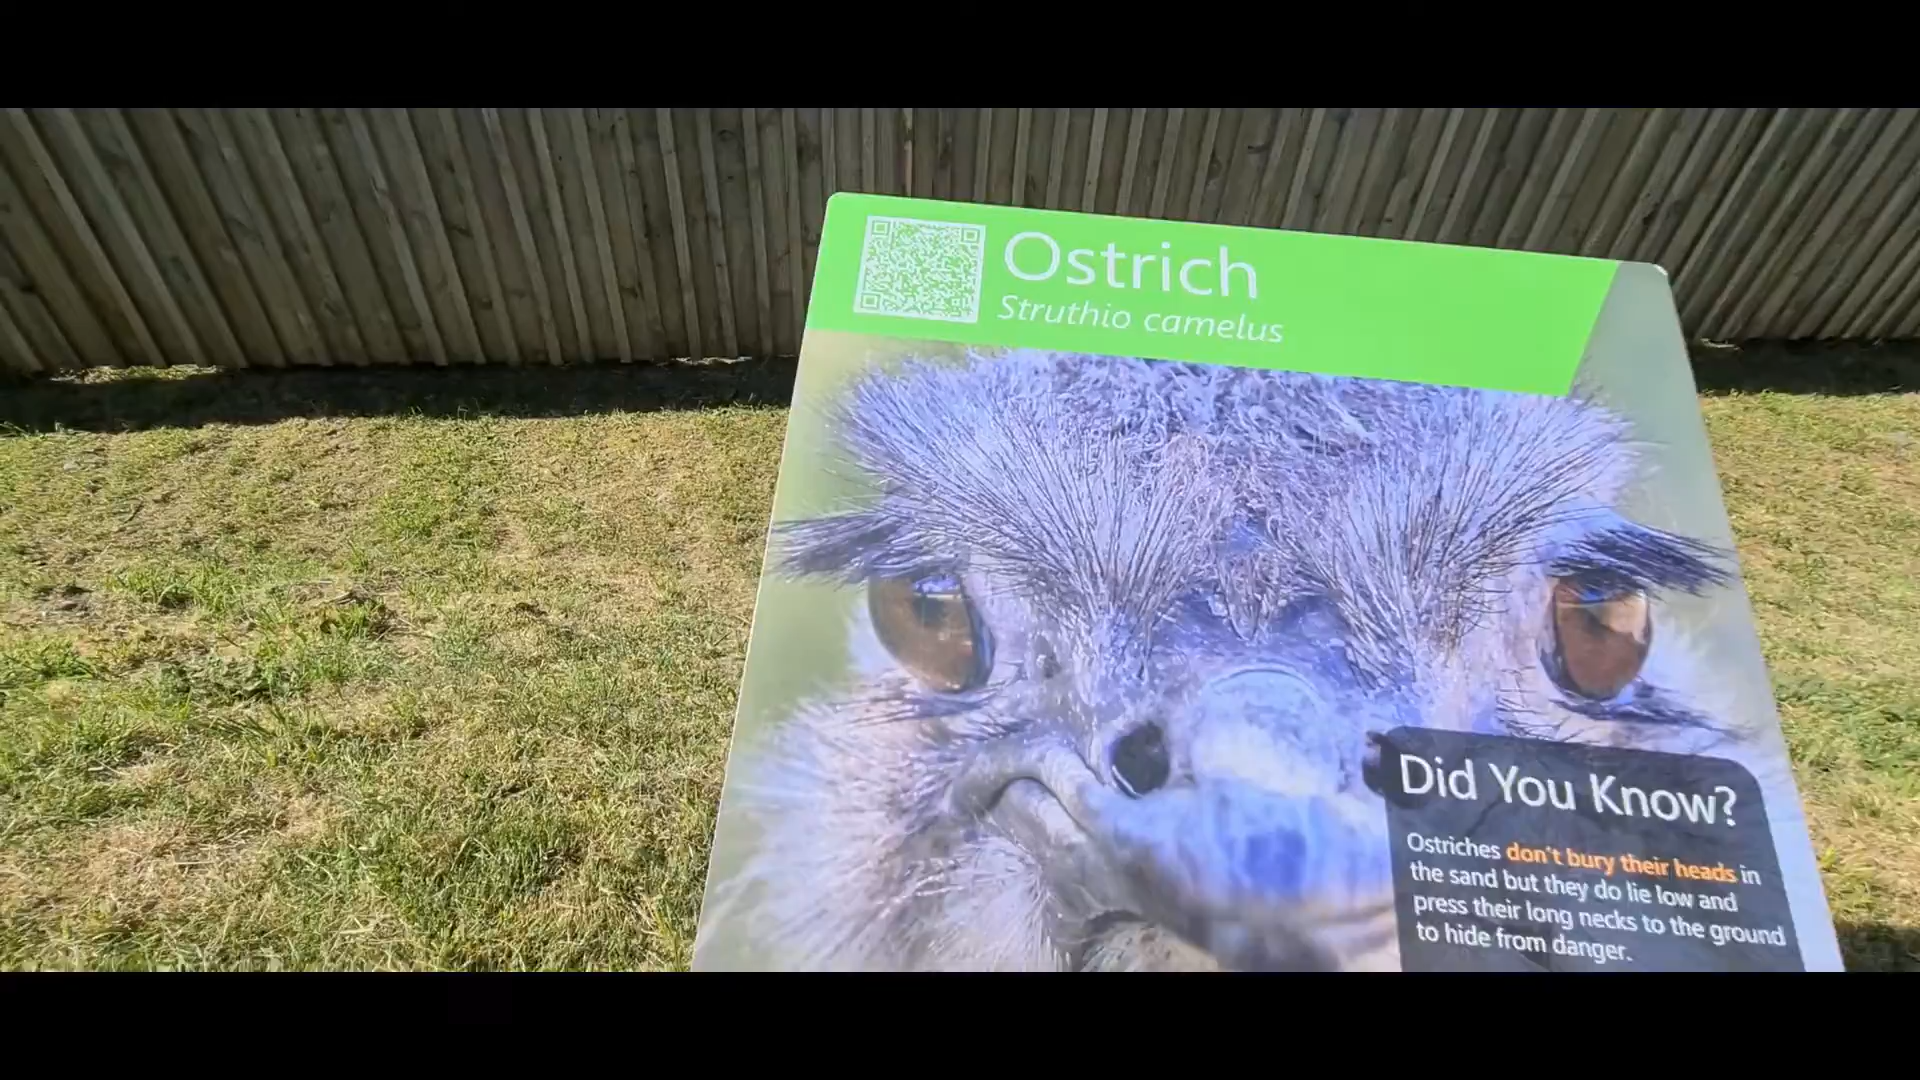 Ostrich
Struthio camelus
Did You Know?
Ostriches don't bury their heads in
the sand but they do lie low and
press their long necks to the ground
to hide from danger.